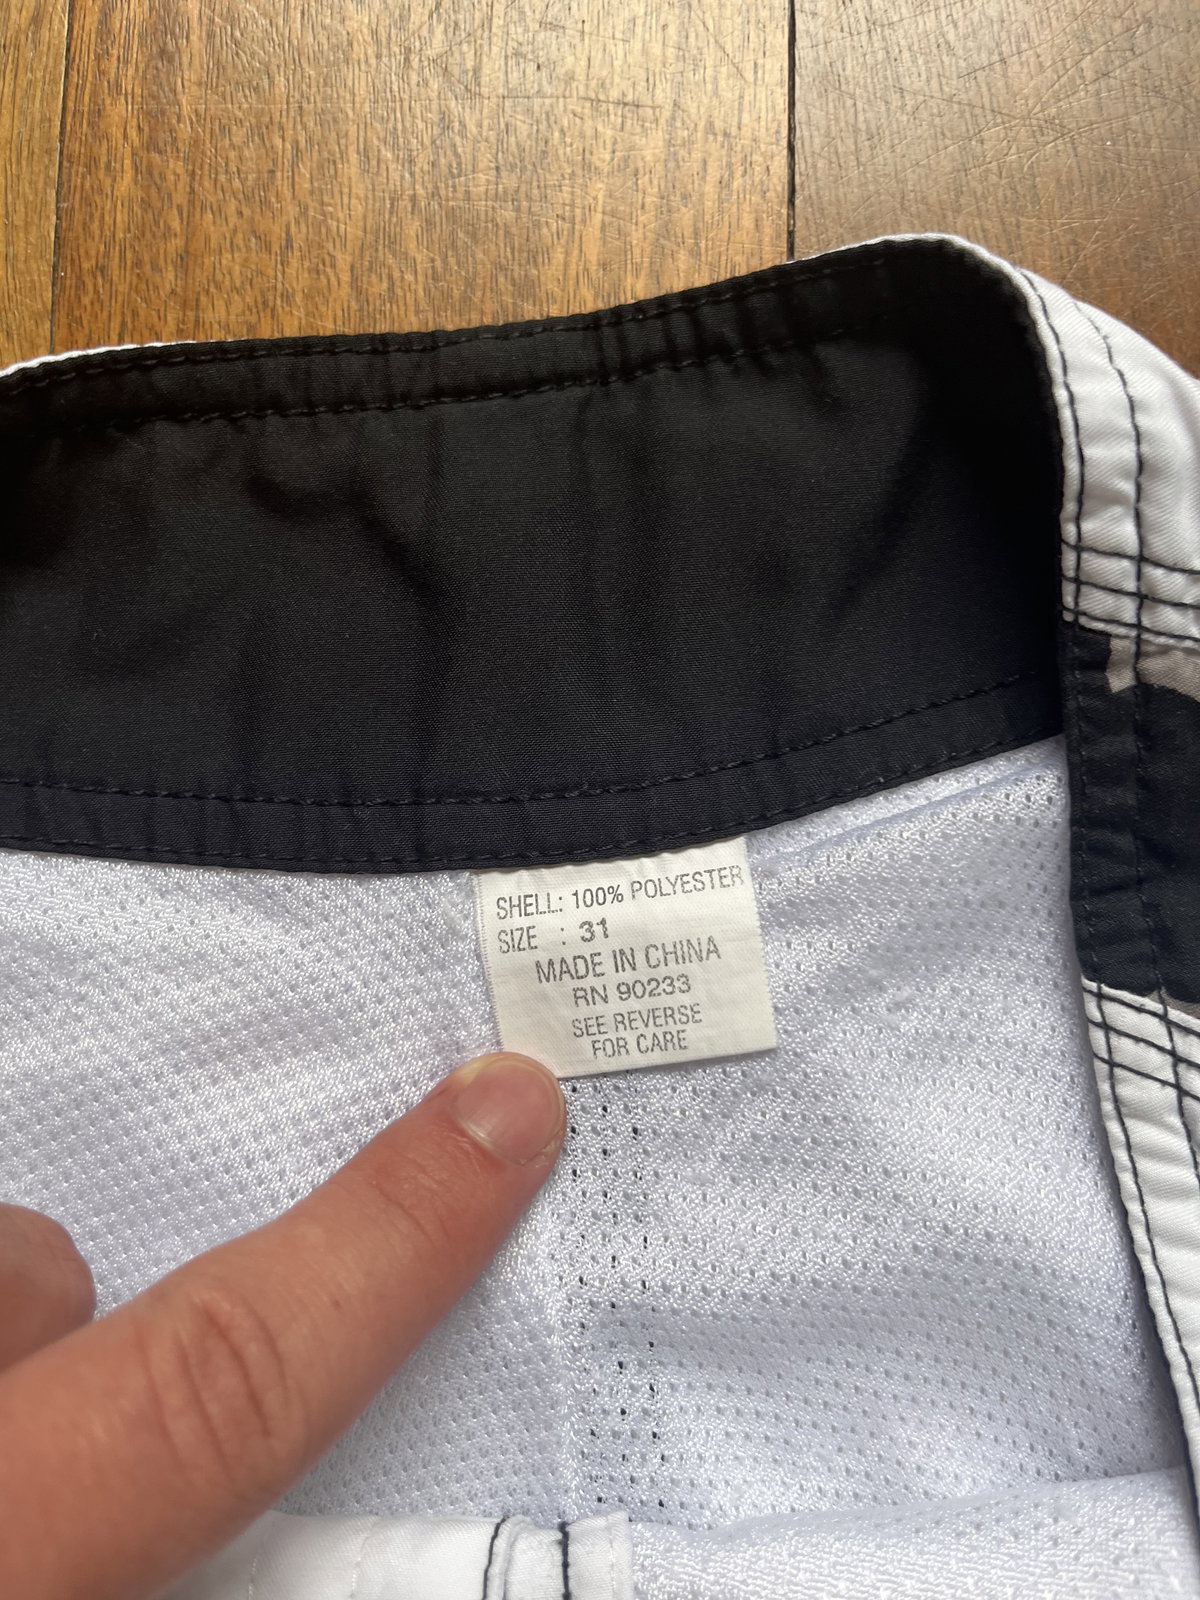 SHELL: 100% POLYESTER
SIZE : 31
MADE IN CHINA
RN 90233
SEE REVERSE
FOR CARE